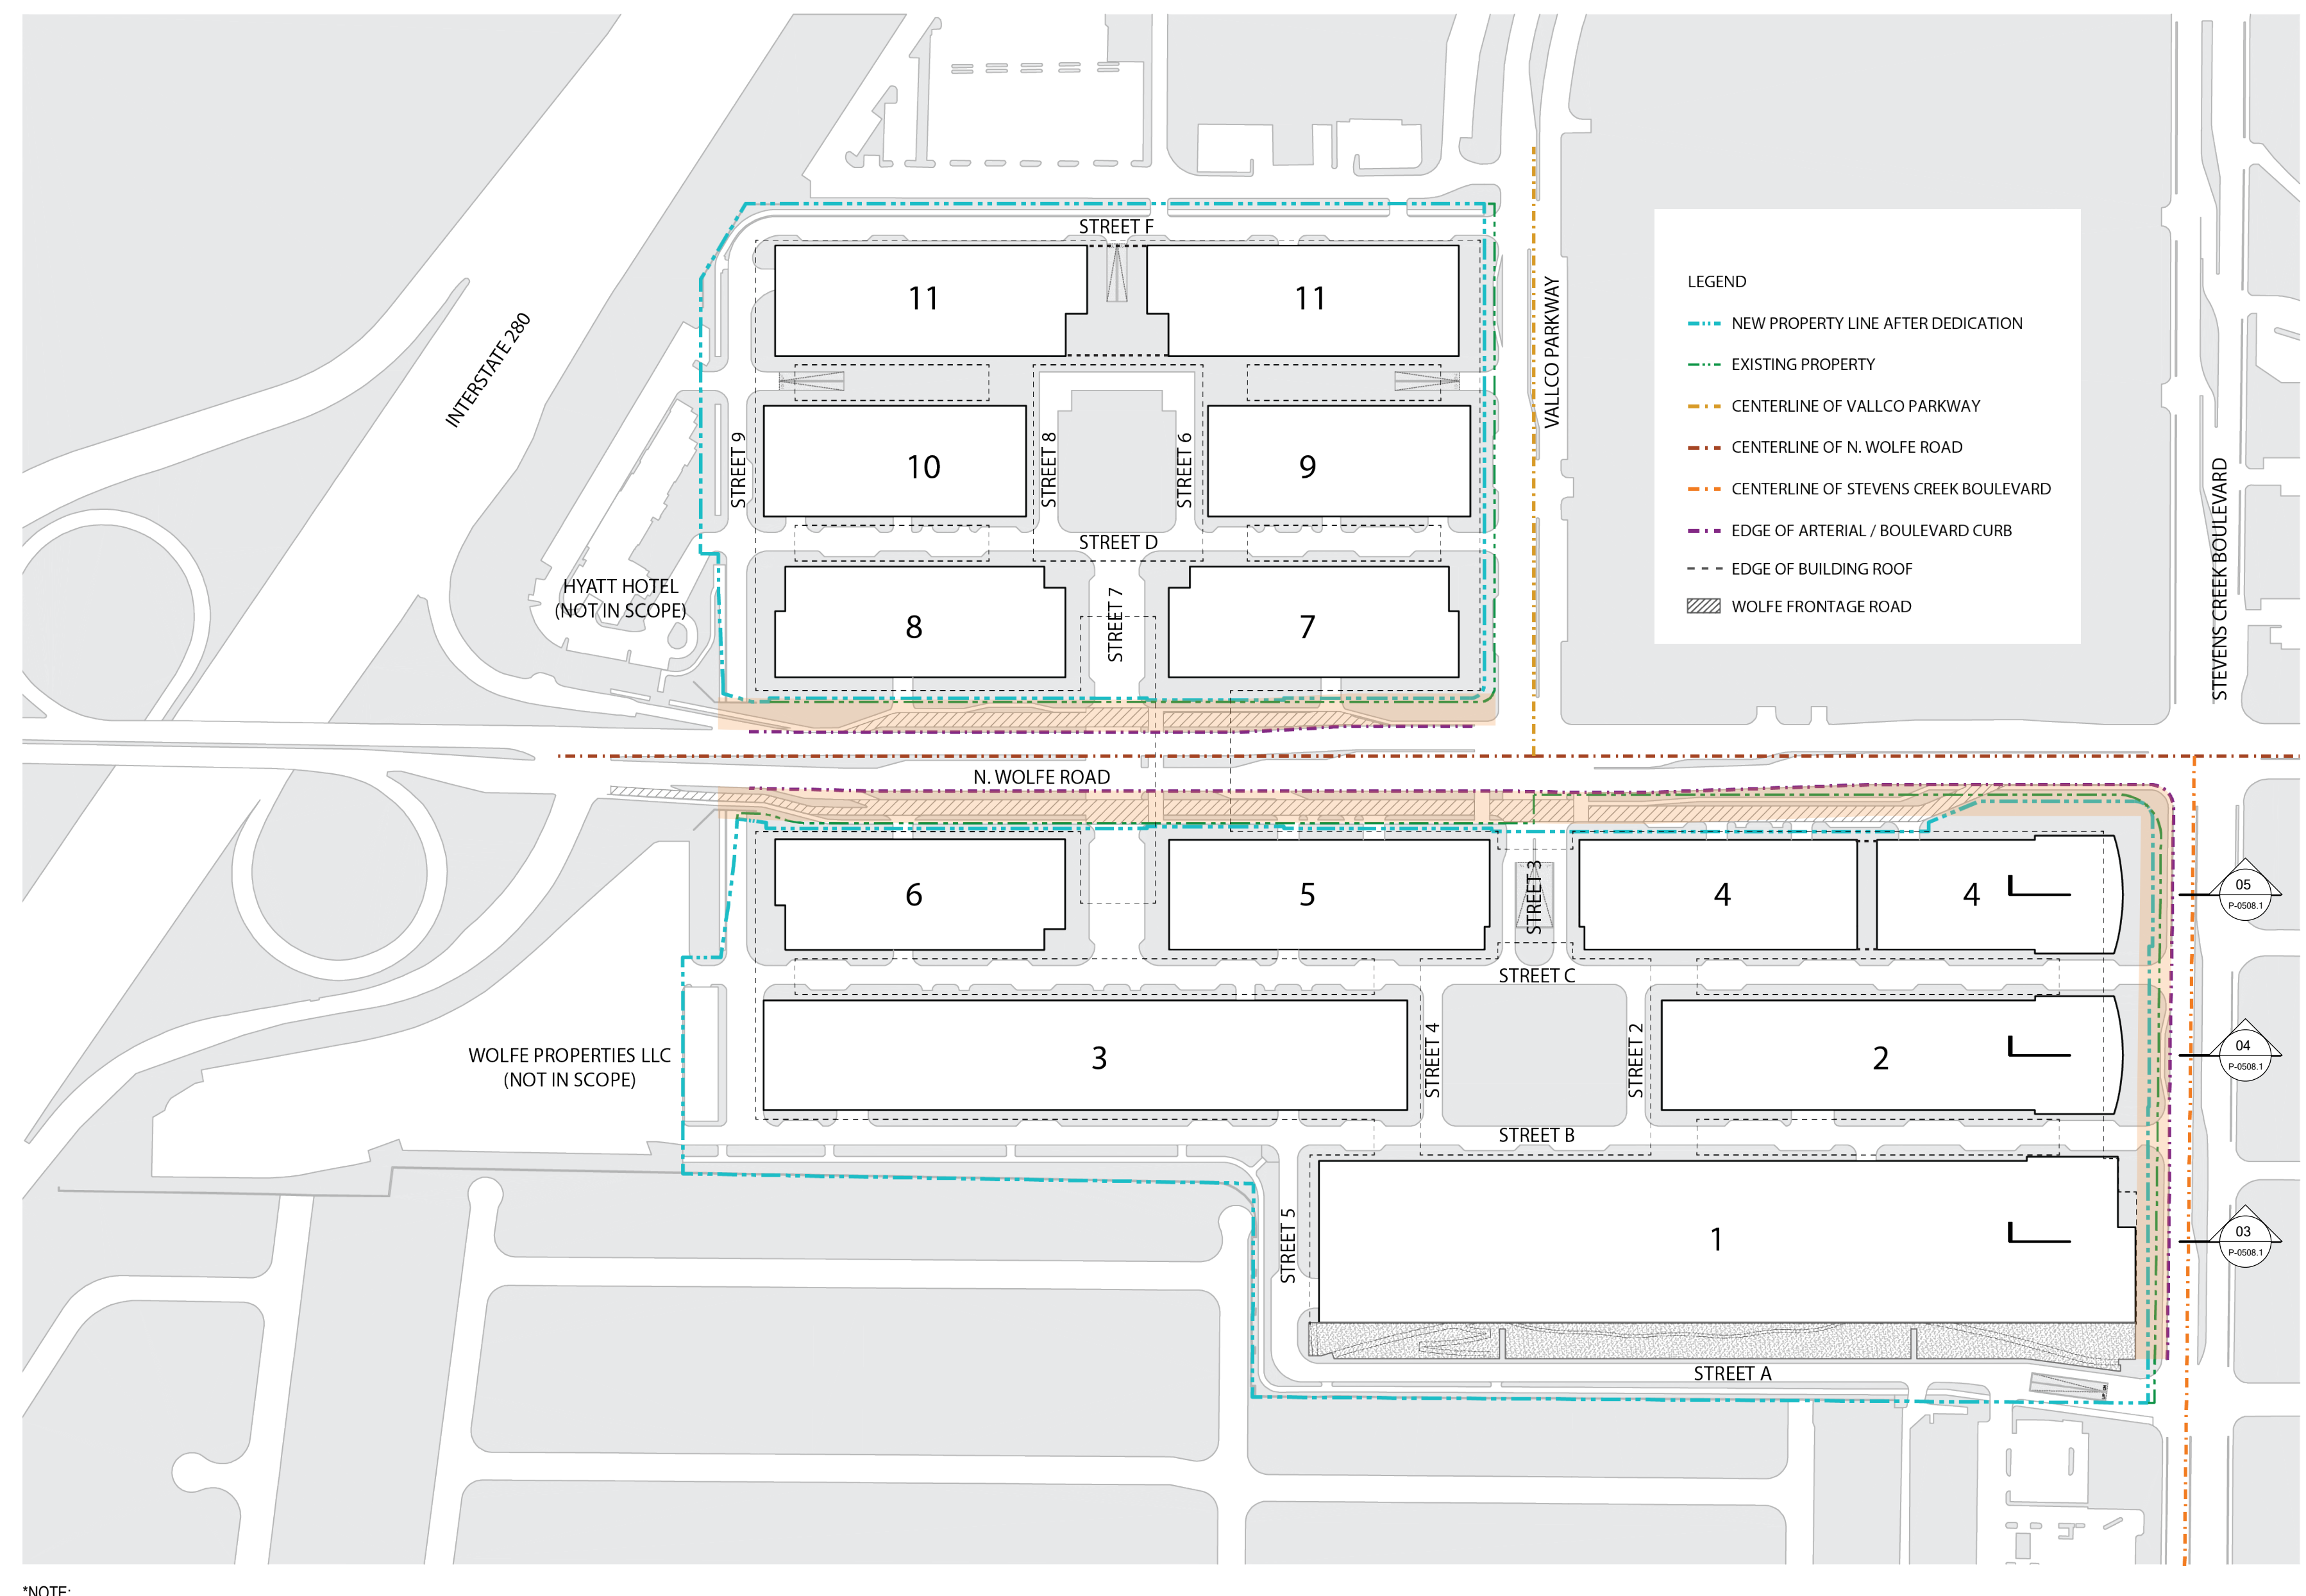 STREET F
11
11
VALLCO PARKWAY
INTERSTATE 280
LEGEND
NEW PROPERTY LINE AFTER DEDICATION
EXISTING PROPERTY
CENTERLINE OF VALLCO PARKWAY
CENTERLINE OF N. WOLFE ROAD
CENTERLINE OF STEVENS CREEK BOULEVARD
EDGE OF ARTERIAL / BOULEVARD CURB
EDGE OF BUILDING ROOF
WOLFE FRONTAGE ROAD
STREET 9
10
STREET 8
STREET 6
9
STEVENS CREEK BOULEVARD
STREET D
HYATT HOTEL
(NOT IN SCOPE)
8
STREET 7
7
N. WOLFE ROAD
6
5
STREET 3
4
4
05
P-0508.1
STREET C
WOLFE PROPERTIES LLC
(NOT IN SCOPE)
3
STREET 4
STREET 2
2
04
P-0508.1
STREET B
STREET 5
1
03
P-0508.1
STREET A
*NOTE: